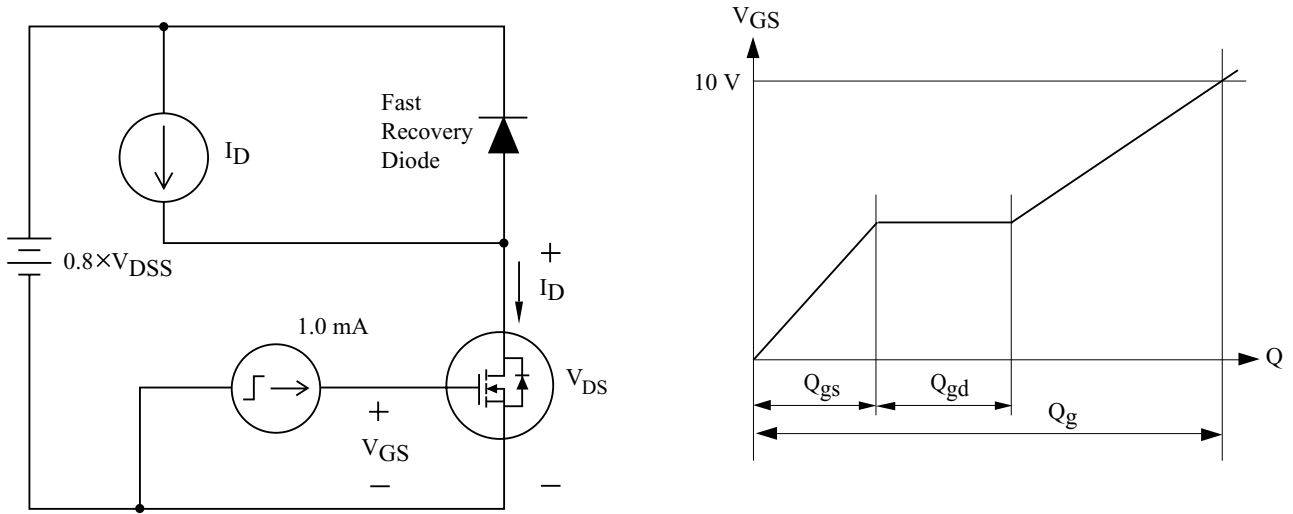 Fast
Recovery
Diode
I_D
0.8×V_DSS
+
I_D
1.0 mA
V_DS
+
V_GS
−
−
V_GS
10 V
Q
Q_gs
Q_gd
Q_g